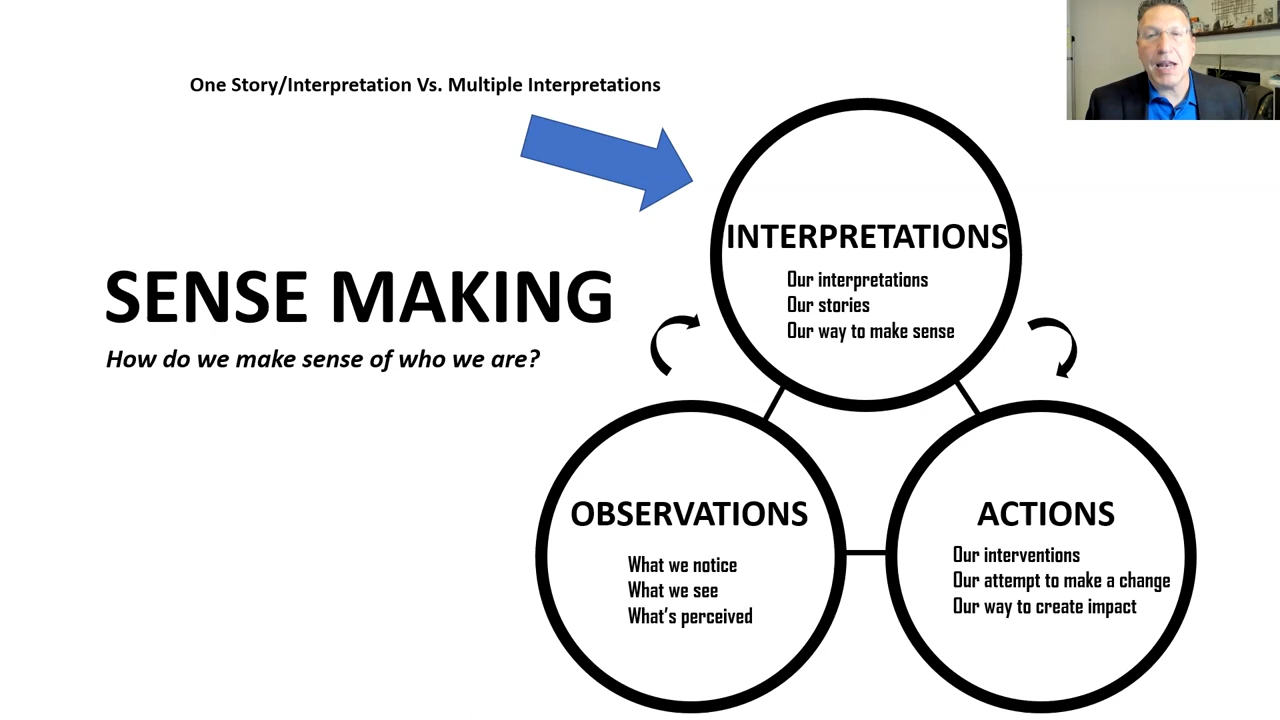 One Story/Interpretation Vs. Multiple Interpretations
SENSE MAKING
How do we make sense of who we are?
INTERPRETATIONS
Our interpretations
Our stories
Our way to make sense
OBSERVATIONS
What we notice
What we see
What's perceived
ACTIONS
Our interventions
Our attempt to make a change
Our way to create impact